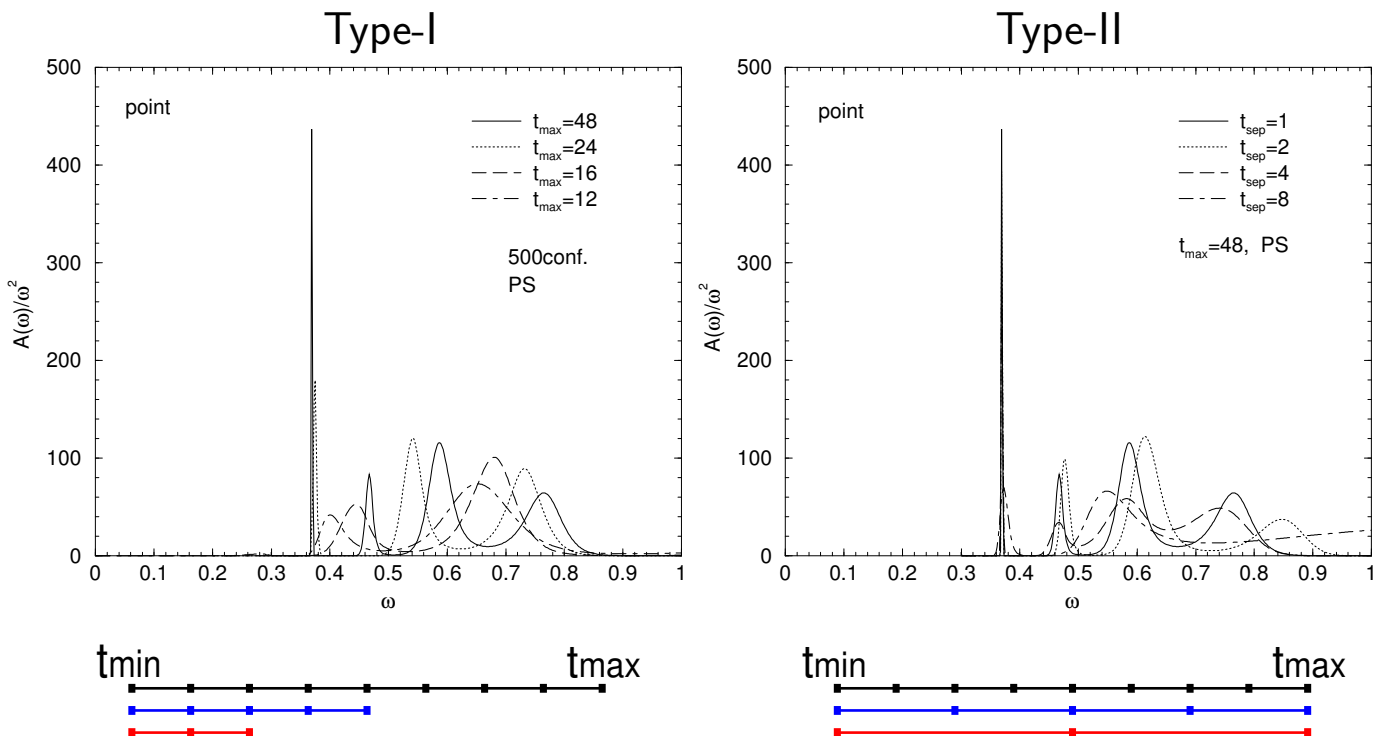 Type-I
500
400
300
200
100
0
A(ω)/ω²
point
t_max=48
t_max=24
t_max=16
t_max=12
500conf.
PS
0 0.1 0.2 0.3 0.4 0.5 0.6 0.7 0.8 0.9 1
ω
tmin tmax
Type-II
500
400
300
200
100
0
A(ω)/ω²
point
t_sep=1
t_sep=2
t_sep=4
t_sep=8
t_max=48, PS
0 0.1 0.2 0.3 0.4 0.5 0.6 0.7 0.8 0.9 1
ω
tmin tmax